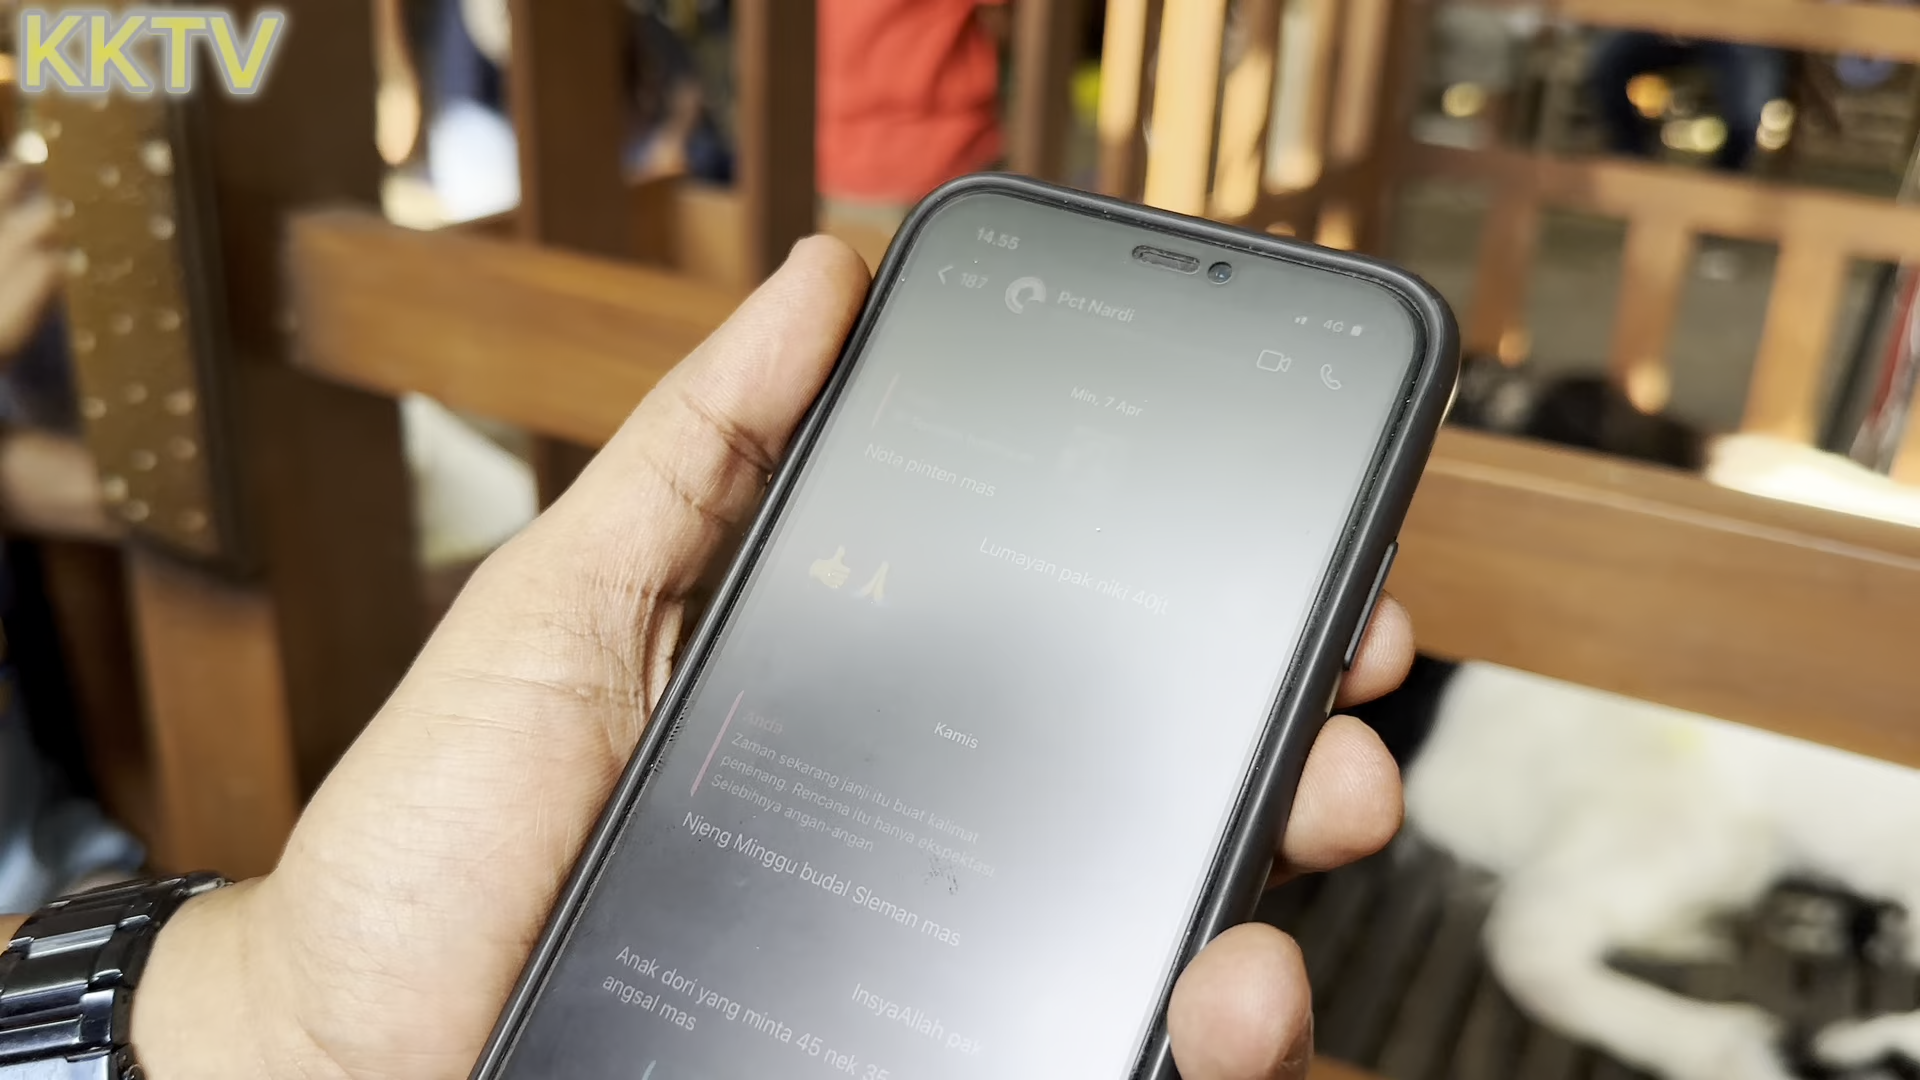 KKTV
14.55
187
Pct Nardi
4G
Min, 7 Apr
Nota pinten mas
Lumayan pak niki 40jt
Kamis
Anda
Zaman sekarang janji itu buat kalimat
penenang. Rencana itu hanya ekspektasi
Selebihnya angan-angan
Njeng Minggu budal Sleman mas
InsyaAllah pak
Anak dori yang minta 45 nek 35
angsal mas